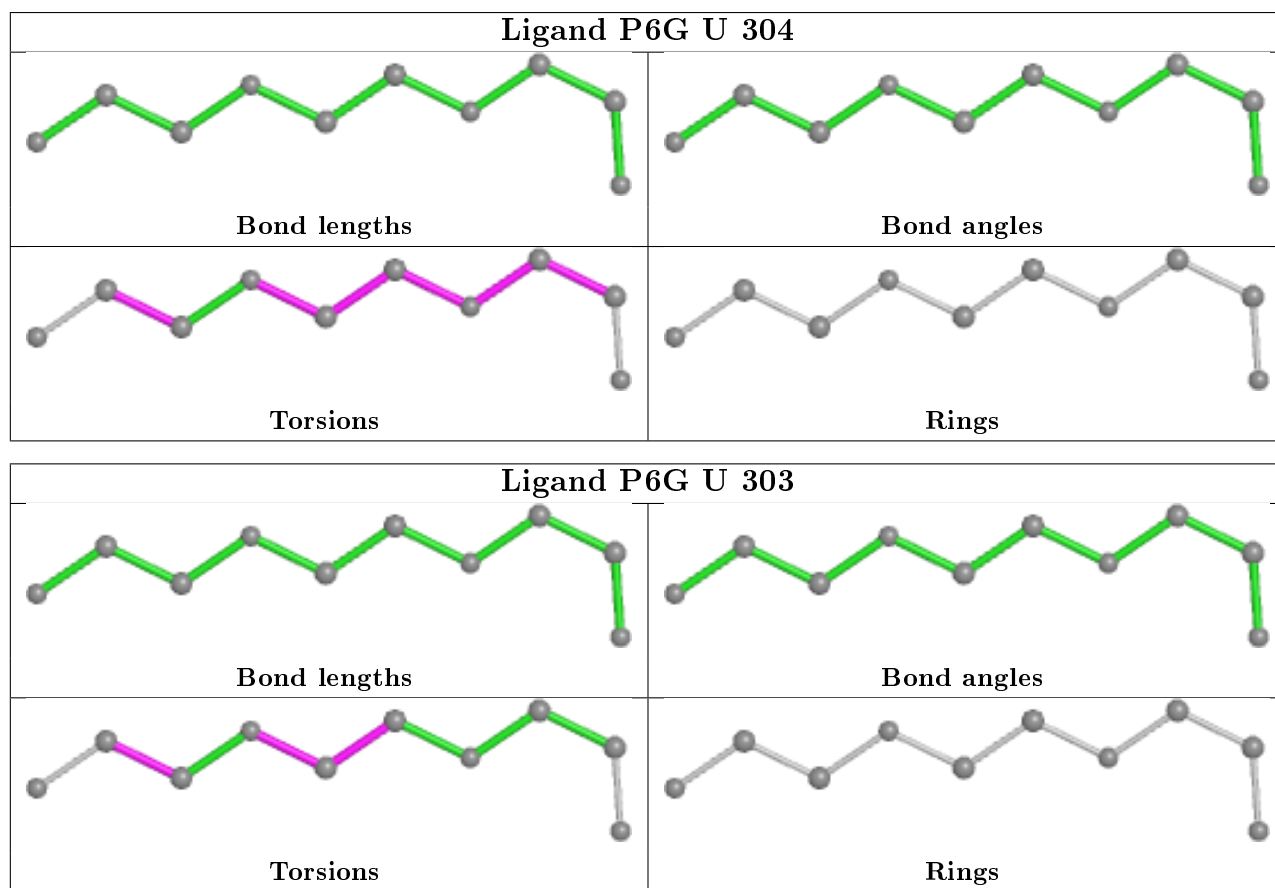 Ligand P6G U 304
Bond lengths
Bond angles
Torsions
Rings
Ligand P6G U 303
Bond lengths
Bond angles
Torsions
Rings